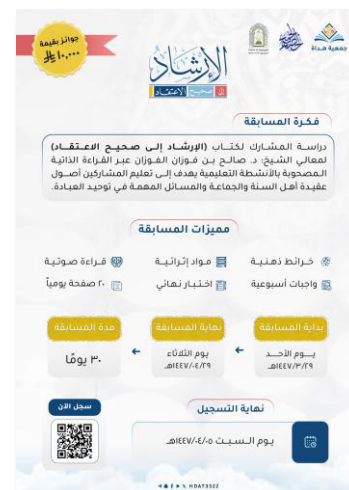 جوائز بقيمة
١٠,٠٠٠
جمعية هداة
الإرشاد
إلى صحيح الاعتقاد
فكرة المسابقة
دراسة المشارك لكتاب (الإرشاد إلى صحيح الاعتقاد)
لمعالي الشيخ: د. صالح بن فوزان الفوزان عبر القراءة الذاتية
المصحوبة بالأنشطة التعليمية يهدف إلى تعليم المشاركين أصول
عقيدة أهل السنة والجماعة والمسائل المهمة في توحيد العبادة.
مميزات المسابقة
خرائط ذهنية
مواد إثرائية
قراءة صوتية
واجبات أسبوعية
اختبار نهائي
٢٠ صفحة يومياً
بداية المسابقة
نهاية المسابقة
مدة المسابقة
يوم الأحد
١٤٤٧/٣/٢٩هـ
يوم الثلاثاء
١٤٤٧/٠٤/٢٩هـ
٣٠ يومًا
نهاية التسجيل
سجل الآن
يوم السبت ١٤٤٧/٠٤/٠٥هـ
HDAT3322